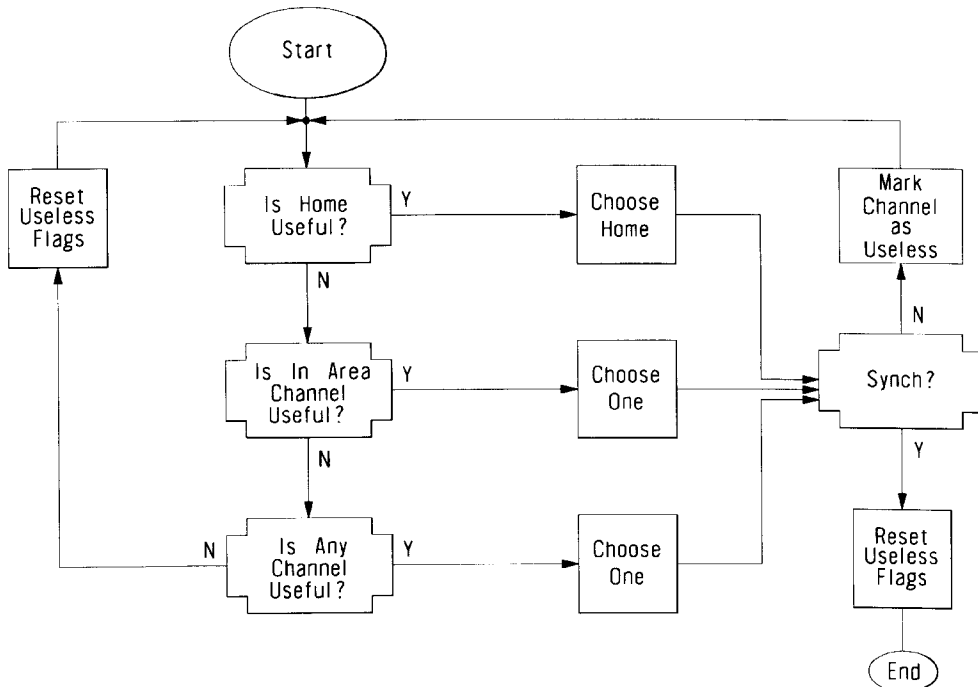 Start
Reset
Useless
Flags
Is Home
Useful?
Y
Choose
Home
Mark
Channel
as
Useless
N
N
Is In Area
Channel
Useful?
Y
Choose
One
Synch?
Y
N
N
Is Any
Channel
Useful?
Y
Choose
One
Reset
Useless
Flags
End